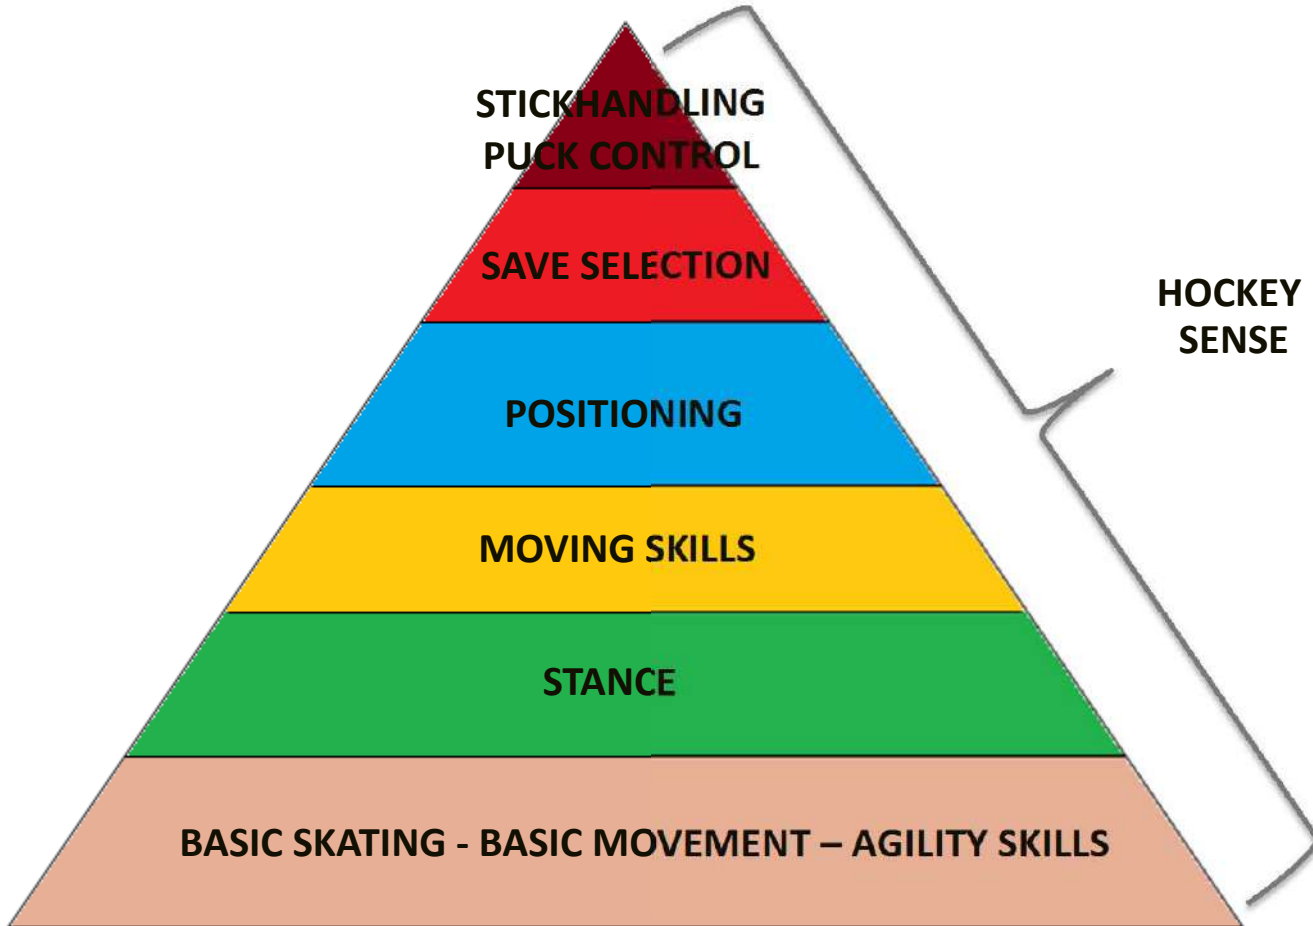 STICKHANDLING
PUCK CONTROL
SAVE SELECTION
HOCKEY
SENSE
POSITIONING
MOVING SKILLS
STANCE
BASIC SKATING - BASIC MOVEMENT – AGILITY SKILLS